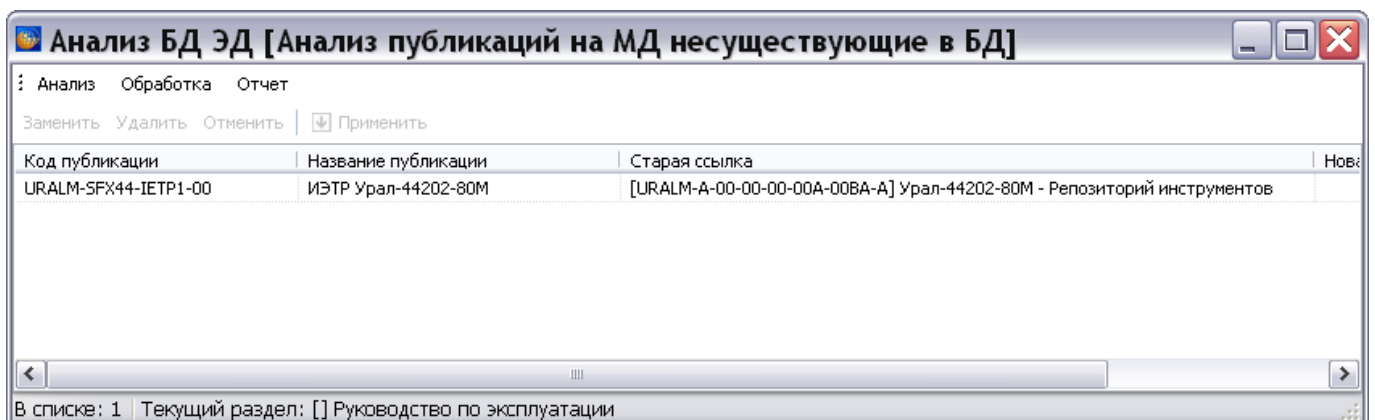 Анализ БД ЭД [Анализ публикаций на МД несуществующие в БД]
Анализ Обработка Отчет
Заменить Удалить Отменить Применить
Код публикации Название публикации Старая ссылка Нова
URALM-SFX44-IETP1-00 ИЭТР Урал-44202-80М [URALM-A-00-00-00-00A-00BA-A] Урал-44202-80М - Репозиторий инструментов
В списке: 1 Текущий раздел: [] Руководство по эксплуатации